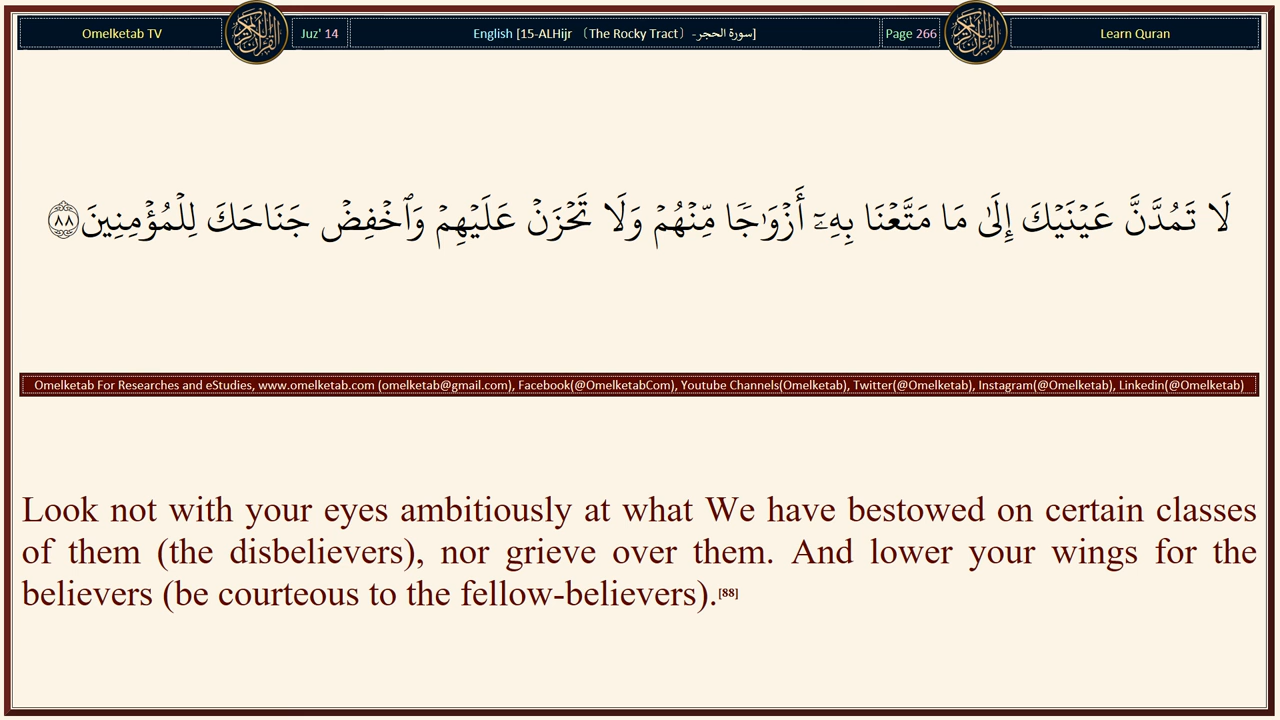 Omelketab TV
Juz' 14
English [15-ALHijr （The Rocky Tract）-سورة الحجر]
Page 266
Learn Quran
لَا تَمُدَّنَّ عَيۡنَيۡكَ إِلَىٰ مَا مَتَّعۡنَا بِهِۦٓ أَزۡوَٰجٗا مِّنۡهُمۡ وَلَا تَحۡزَنۡ عَلَيۡهِمۡ وَٱخۡفِضۡ جَنَاحَكَ لِلۡمُؤۡمِنِينَ ٨٨
Omelketab For Researches and eStudies, www.omelketab.com (omelketab@gmail.com), Facebook(@OmelketabCom), Youtube Channels(Omelketab), Twitter(@Omelketab), Instagram(@Omelketab), Linkedin(@Omelketab)
Look not with your eyes ambitiously at what We have bestowed on certain classes
of them (the disbelievers), nor grieve over them. And lower your wings for the
believers (be courteous to the fellow-believers).[88]